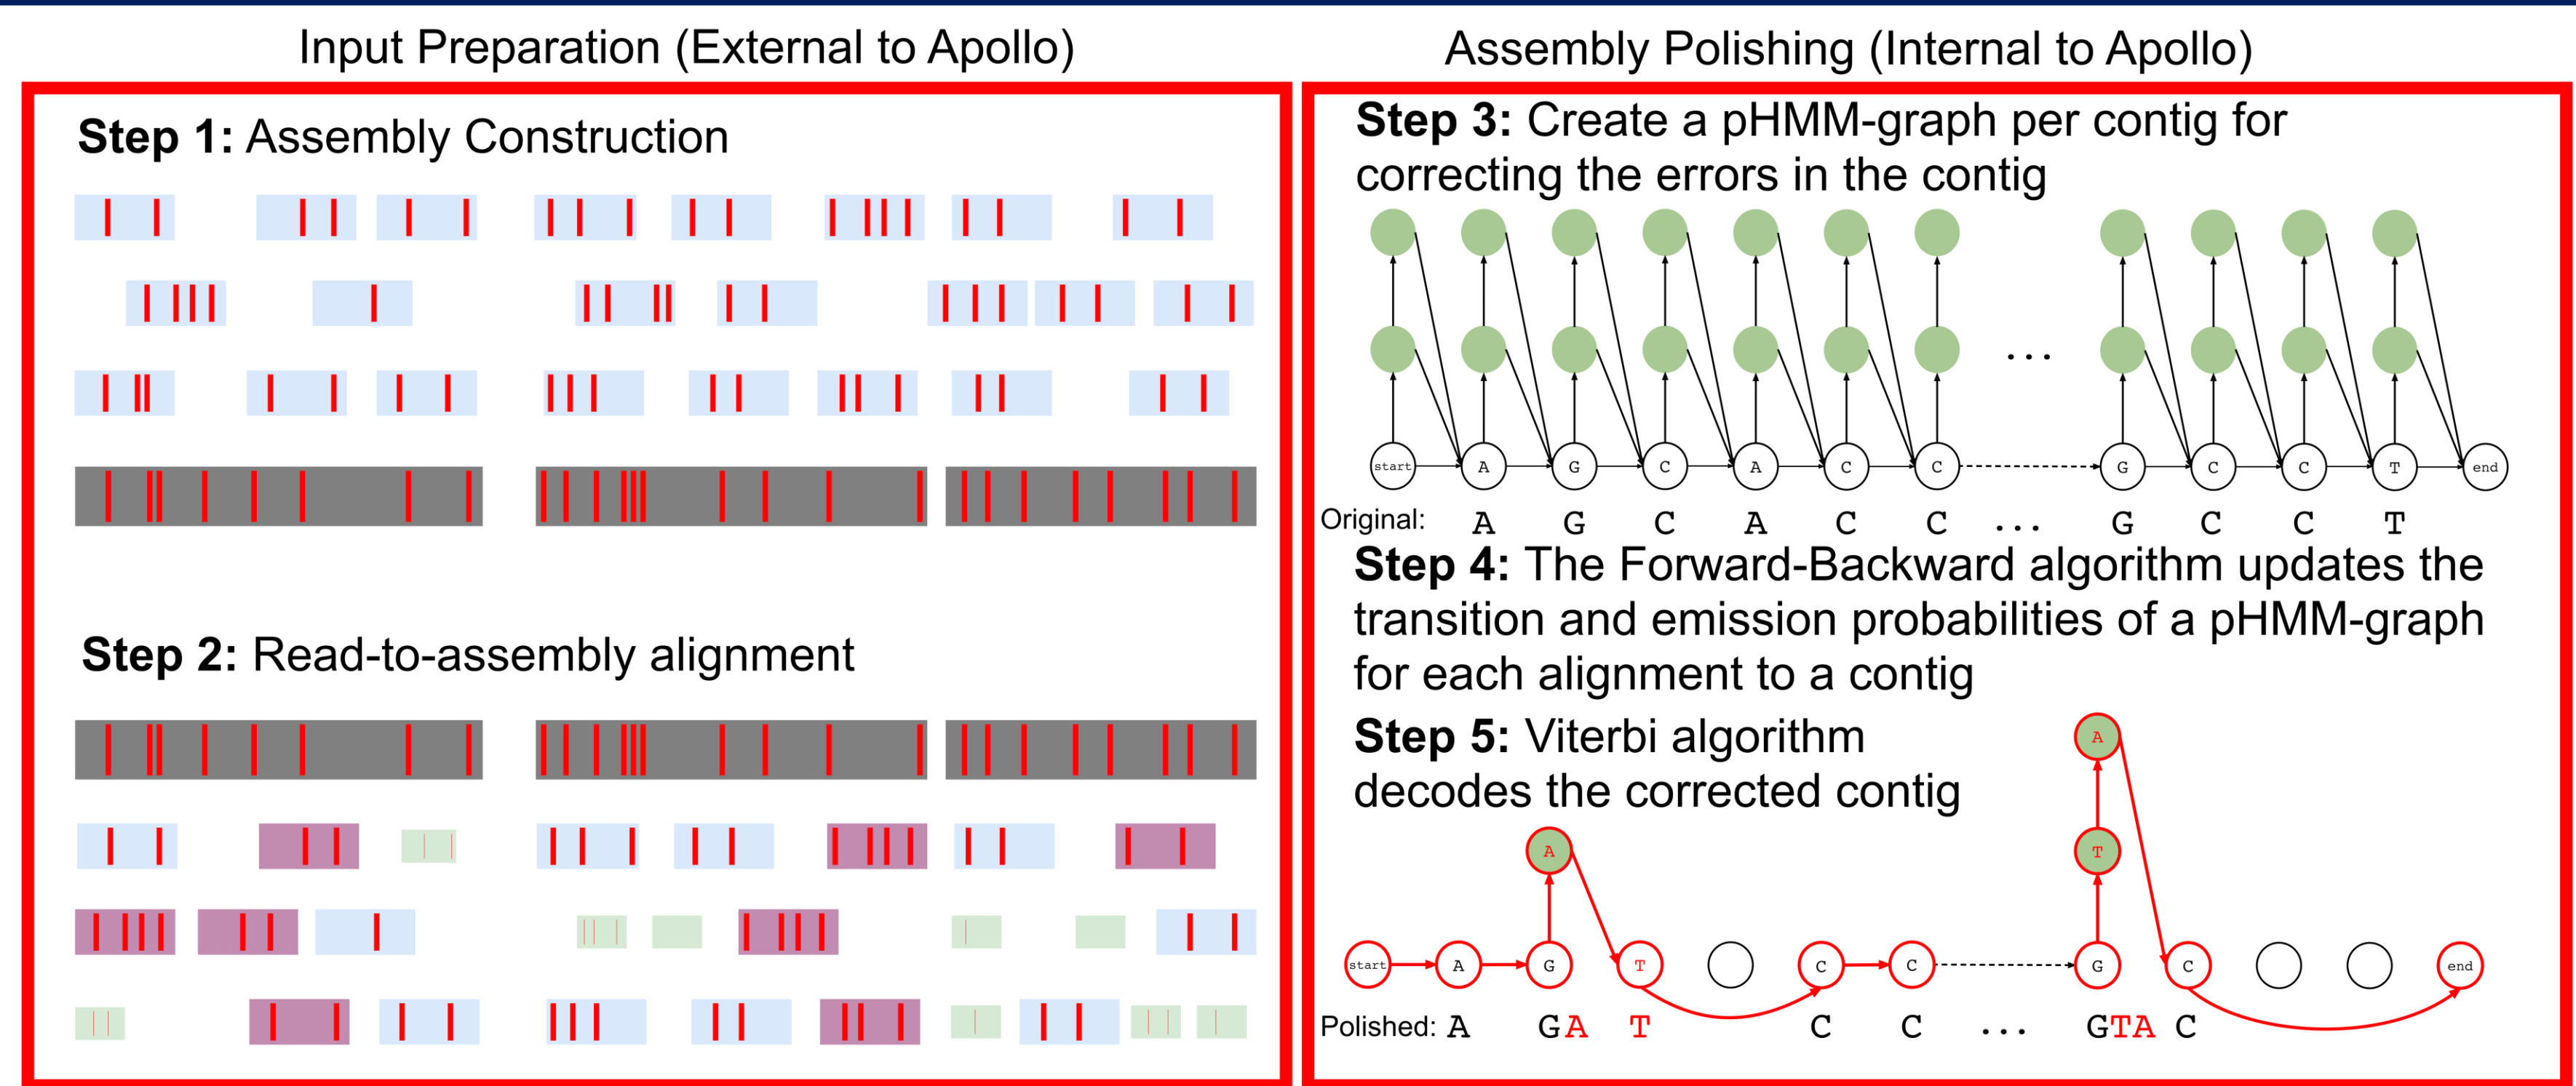 Input Preparation (External to Apollo)
Step 1: Assembly Construction
Step 2: Read-to-assembly alignment
Assembly Polishing (Internal to Apollo)
Step 3: Create a pHMM-graph per contig for
correcting the errors in the contig
...
start A G C A C C G C C T end
Original: A G C A C C ... G C C T
Step 4: The Forward-Backward algorithm updates the
transition and emission probabilities of a pHMM-graph
for each alignment to a contig
Step 5: Viterbi algorithm
decodes the corrected contig
A
A T
start A G T C C G C end
Polished: A GA T C C ... GTA C